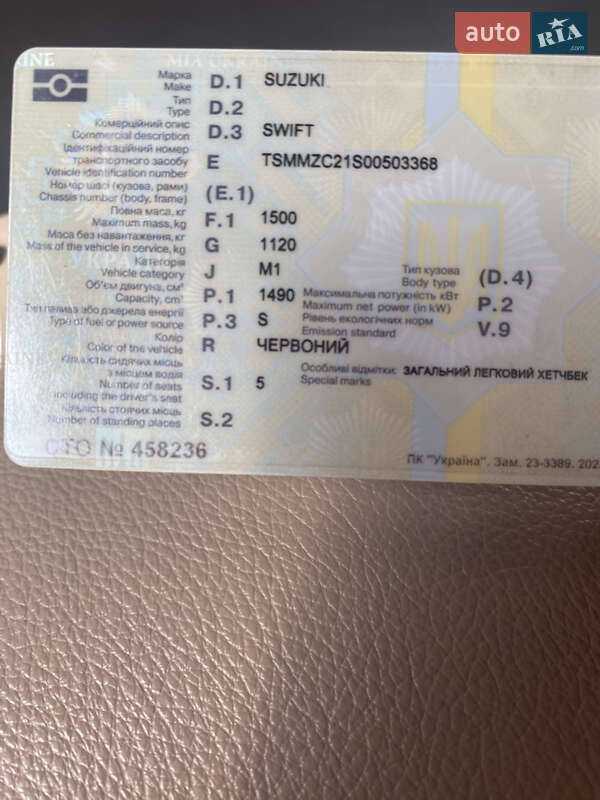 auto RIA .com
AINE MIA UKRAINE
Марка
Make D.1 SUZUKI
Тип
Type D.2
Комерційний опис
Commercial description D.3 SWIFT
Ідентифікаційний номер
транспортного засобу
Vehicle identification number E TSMMZC21S00503368
Номер шасі (кузова, рами)
Chassis number (body, frame) (E.1)
Повна маса, кг
Maximum mass, kg F.1 1500
Маса без навантаження, кг
Mass of the vehicle in service, kg G 1120
Категорія
Vehicle category J M1 Тип кузова
Body type (D.4)
Об'єм двигуна, см³
Capacity, cm³ P.1 1490 Максимальна потужність кВт
Maximum net power (in kW) P.2
Тип палива або джерела енергії
Type of fuel or power source P.3 S Рівень екологічних норм
Emission standard V.9
Колір
Color of the vehicle R ЧЕРВОНИЙ
Кількість сидячих місць
з місцем водія
Number of seats
including the driver's seat S.1 5 Особливі відмітки:
Special marks ЗАГАЛЬНИЙ ЛЕГКОВИЙ ХЕТЧБЕК
Кількість стоячих місць
Number of standing places S.2
СТО № 458236
ПК "Україна". Зам. 23-3389. 202